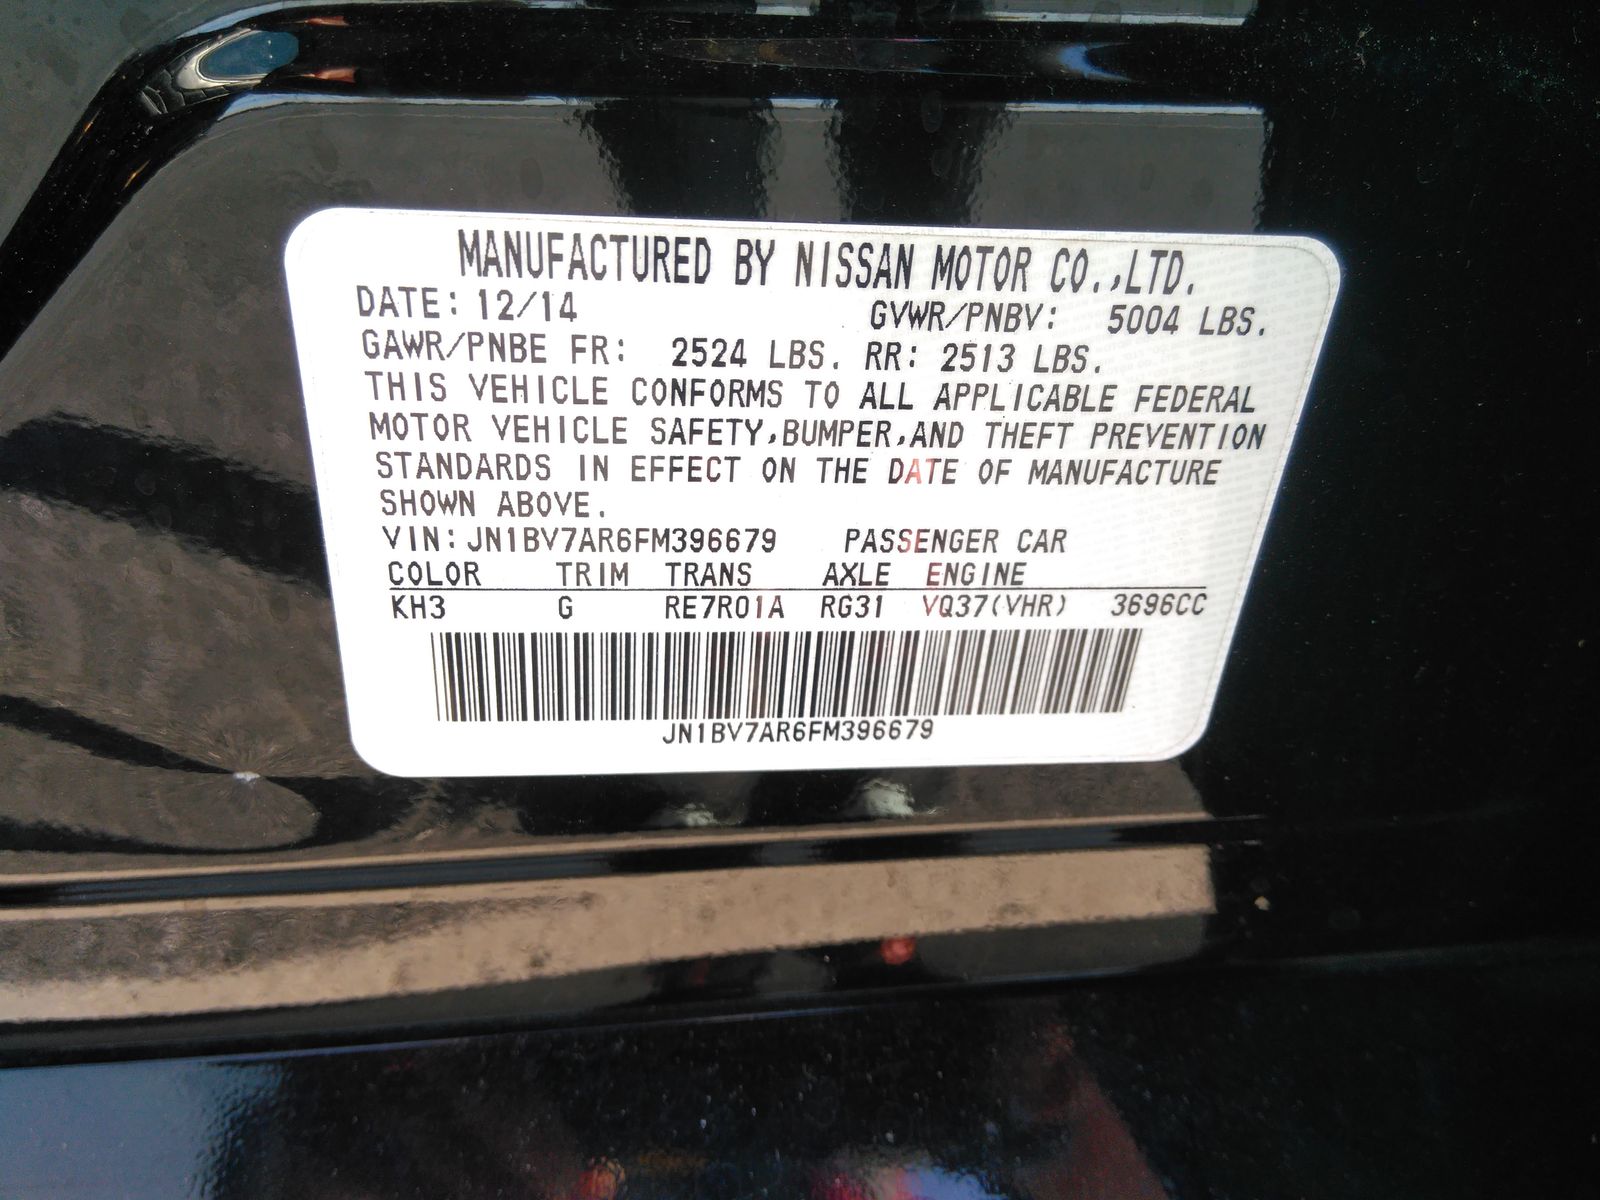 MANUFACTURED BY NISSAN MOTOR CO.,LTD.
DATE: 12/14 GVWR/PNBV: 5004 LBS.
GAWR/PNBE FR: 2524 LBS. RR: 2513 LBS.
THIS VEHICLE CONFORMS TO ALL APPLICABLE FEDERAL
MOTOR VEHICLE SAFETY,BUMPER,AND THEFT PREVENTION
STANDARDS IN EFFECT ON THE DATE OF MANUFACTURE
SHOWN ABOVE.
VIN: JN1BV7AR6FM396679 PASSENGER CAR
COLOR TRIM TRANS AXLE ENGINE
KH3 G RE7R01A RG31 VQ37(VHR) 3696CC
JN1BV7AR6FM396679